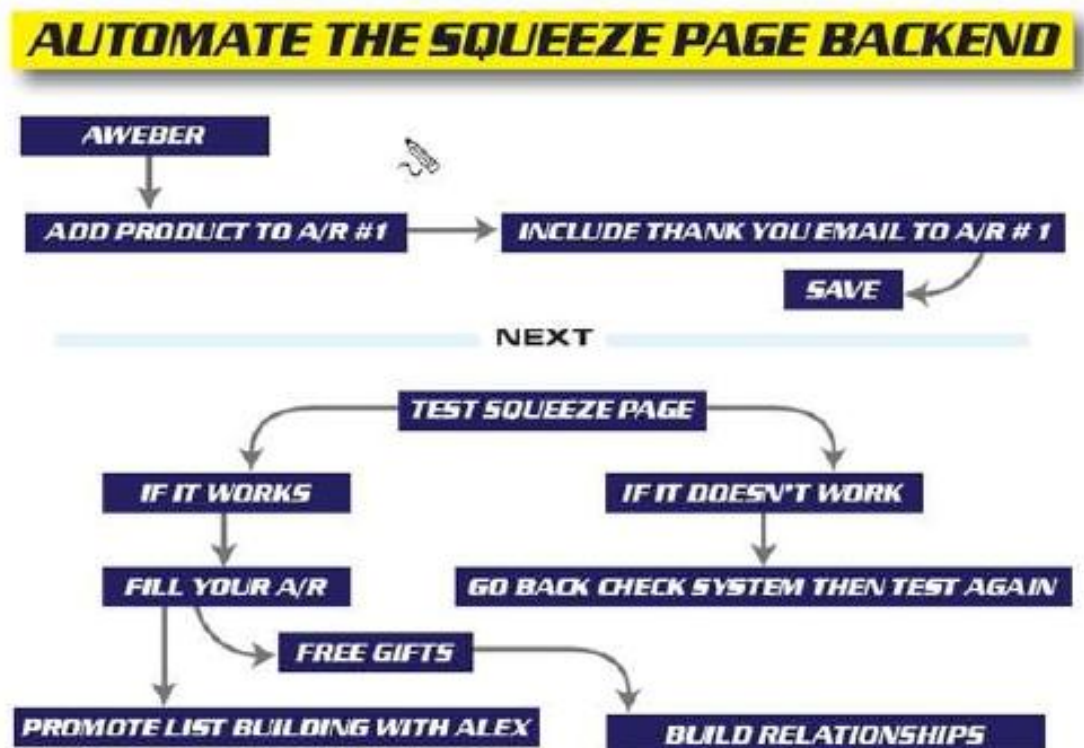 AUTOMATE THE SQUEEZE PAGE BACKEND
AWEBER
ADD PRODUCT TO A/R #1
INCLUDE THANK YOU EMAIL TO A/R # 1
SAVE
NEXT
TEST SQUEEZE PAGE
IF IT WORKS
IF IT DOESN'T WORK
FILL YOUR A/R
GO BACK CHECK SYSTEM THEN TEST AGAIN
FREE GIFTS
PROMOTE LIST BUILDING WITH ALEX
BUILD RELATIONSHIPS